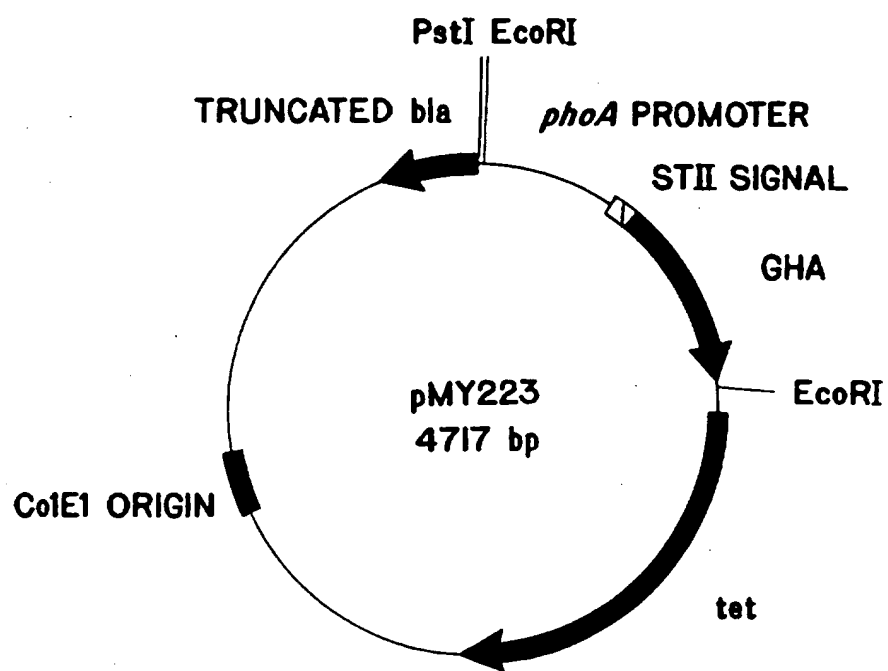 PstI EcoRI
TRUNCATED bla
phoA PROMOTER
STII SIGNAL
GHA
EcoRI
pMY223
4717 bp
ColE1 ORIGIN
tet